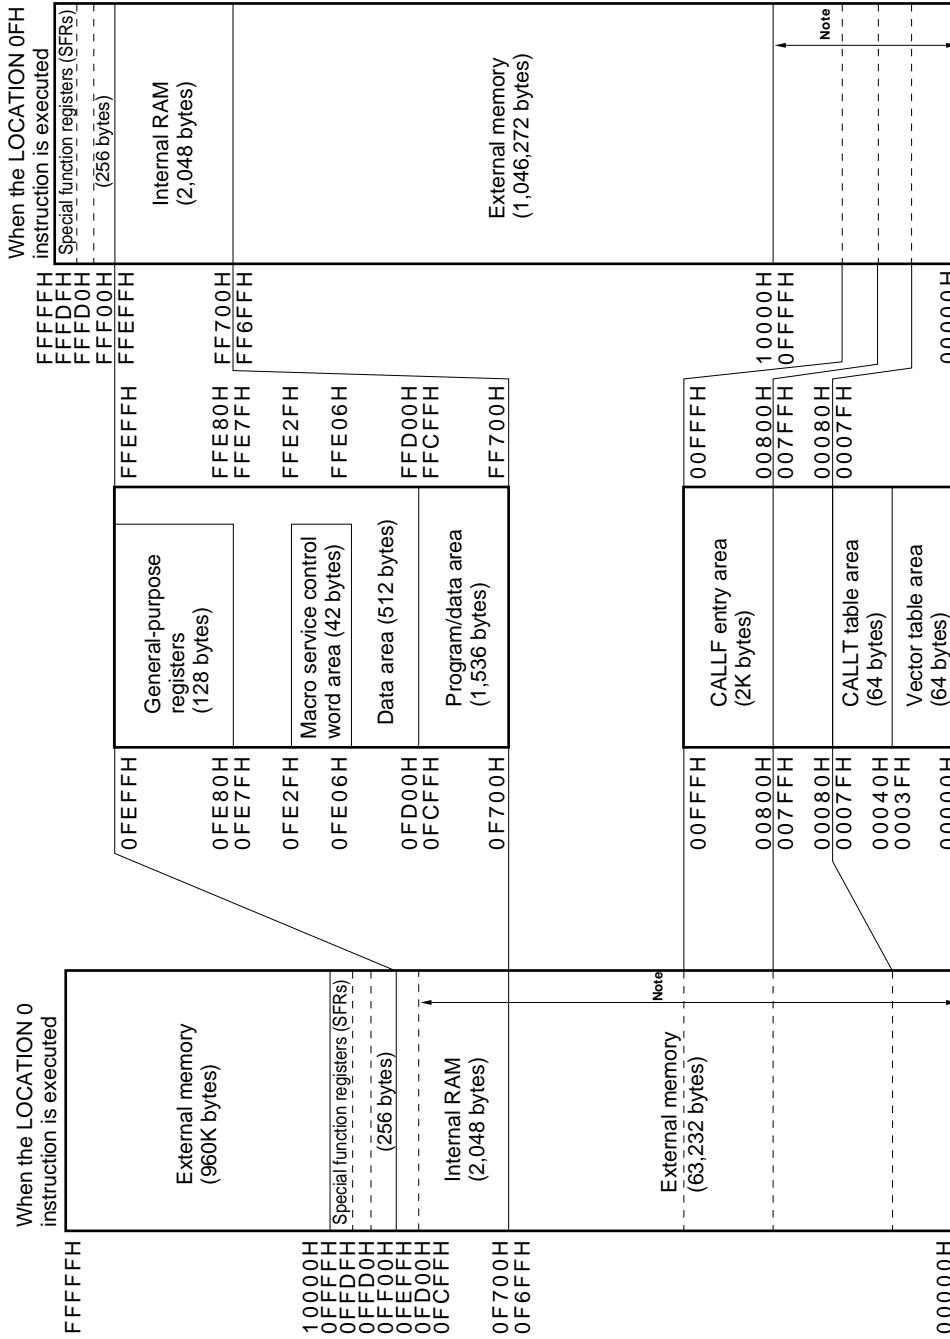 When the LOCATION 0
instruction is executed
FFFFFH
10000H
0FFFFH
0FFDFH
0FFD0H
0FF00H
0FEFFH
0FD00H
0FCFFH
0F700H
0F6FFH
00000H
External memory
(960K bytes)
Special function registers (SFRs)
(256 bytes)
Internal RAM
(2,048 bytes)
Note
External memory
(63,232 bytes)
0FEFFH
0FE80H
0FE7FH
0FE2FH
0FE06H
0FD00H
0FCFFH
0F700H
00FFFH
00800H
007FFH
00080H
0007FH
00040H
0003FH
00000H
General-purpose
registers
(128 bytes)
Macro service control
word area (42 bytes)
Data area (512 bytes)
Program/data area
(1,536 bytes)
CALLF entry area
(2K bytes)
CALLT table area
(64 bytes)
Vector table area
(64 bytes)
FFEFFH
FFE80H
FFE7FH
FFE2FH
FFE06H
FFD00H
FFCFFH
FF700H
00FFFH
00800H
007FFH
00080H
0007FH
When the LOCATION 0FH
instruction is executed
FFFFFH
FFFDFH
FFFD0H
FFF00H
FFEFFH
FF700H
FF6FFH
10000H
0FFFFH
00000H
Special function registers (SFRs)
(256 bytes)
Internal RAM
(2,048 bytes)
External memory
(1,046,272 bytes)
Note